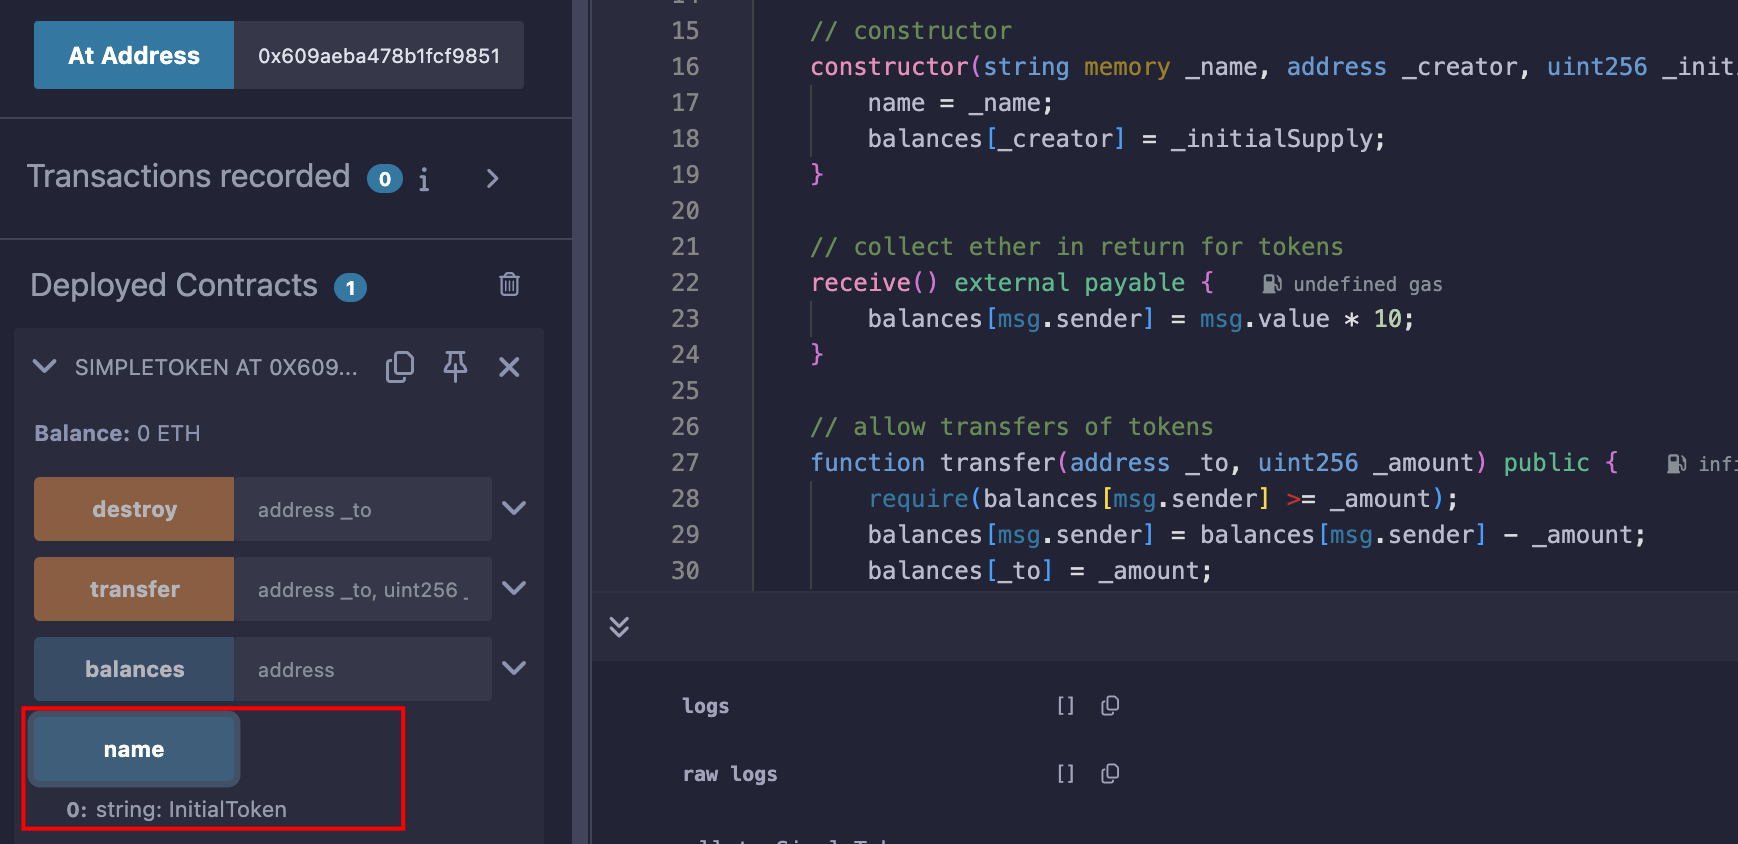 At Address 0x609aeba478b1fcf9851
Transactions recorded 0 i
Deployed Contracts 1
SIMPLETOKEN AT 0X609...
Balance: 0 ETH
destroy address _to
transfer address _to, uint256 _
balances address
name
0: string: InitialToken
15 // constructor
16 constructor(string memory _name, address _creator, uint256 _init
17 name = _name;
18 balances[_creator] = _initialSupply;
19 }
20
21 // collect ether in return for tokens
22 receive() external payable { undefined gas
23 balances[msg.sender] = msg.value * 10;
24 }
25
26 // allow transfers of tokens
27 function transfer(address _to, uint256 _amount) public { infi
28 require(balances[msg.sender] >= _amount);
29 balances[msg.sender] = balances[msg.sender] - _amount;
30 balances[_to] = _amount;
logs []
raw logs []